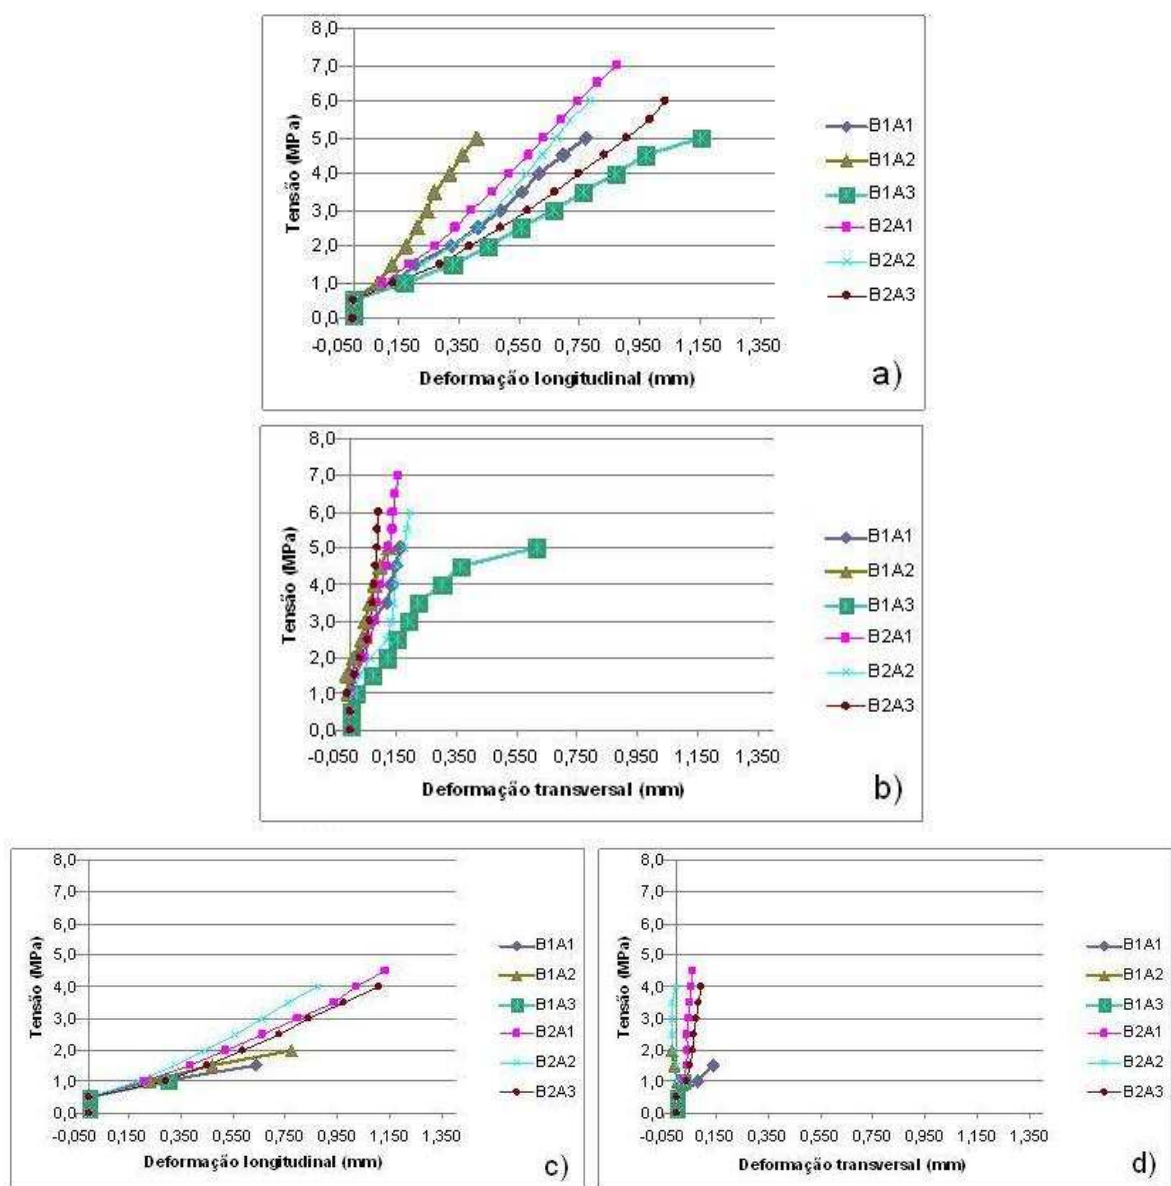 8,0
7,0
6,0
5,0
4,0
3,0
2,0
1,0
0,0
Tensão (MPa)
-0,050 0,150 0,350 0,550 0,750 0,950 1,150 1,350
Deformação longitudinal (mm)
B1A1
B1A2
B1A3
B2A1
B2A2
B2A3
a)
8,0
7,0
6,0
5,0
4,0
3,0
2,0
1,0
0,0
Tensão (MPa)
-0,050 0,150 0,350 0,550 0,750 0,950 1,150 1,350
Deformação transversal (mm)
B1A1
B1A2
B1A3
B2A1
B2A2
B2A3
b)
8,0
7,0
6,0
5,0
4,0
3,0
2,0
1,0
0,0
Tensão (MPa)
-0,050 0,150 0,350 0,550 0,750 0,950 1,150 1,350
Deformação longitudinal (mm)
B1A1
B1A2
B1A3
B2A1
B2A2
B2A3
c)
8,0
7,0
6,0
5,0
4,0
3,0
2,0
1,0
0,0
Tensão (MPa)
-0,050 0,150 0,350 0,550 0,750 0,950 1,150 1,350
Deformação transversal (mm)
B1A1
B1A2
B1A3
B2A1
B2A2
B2A3
d)